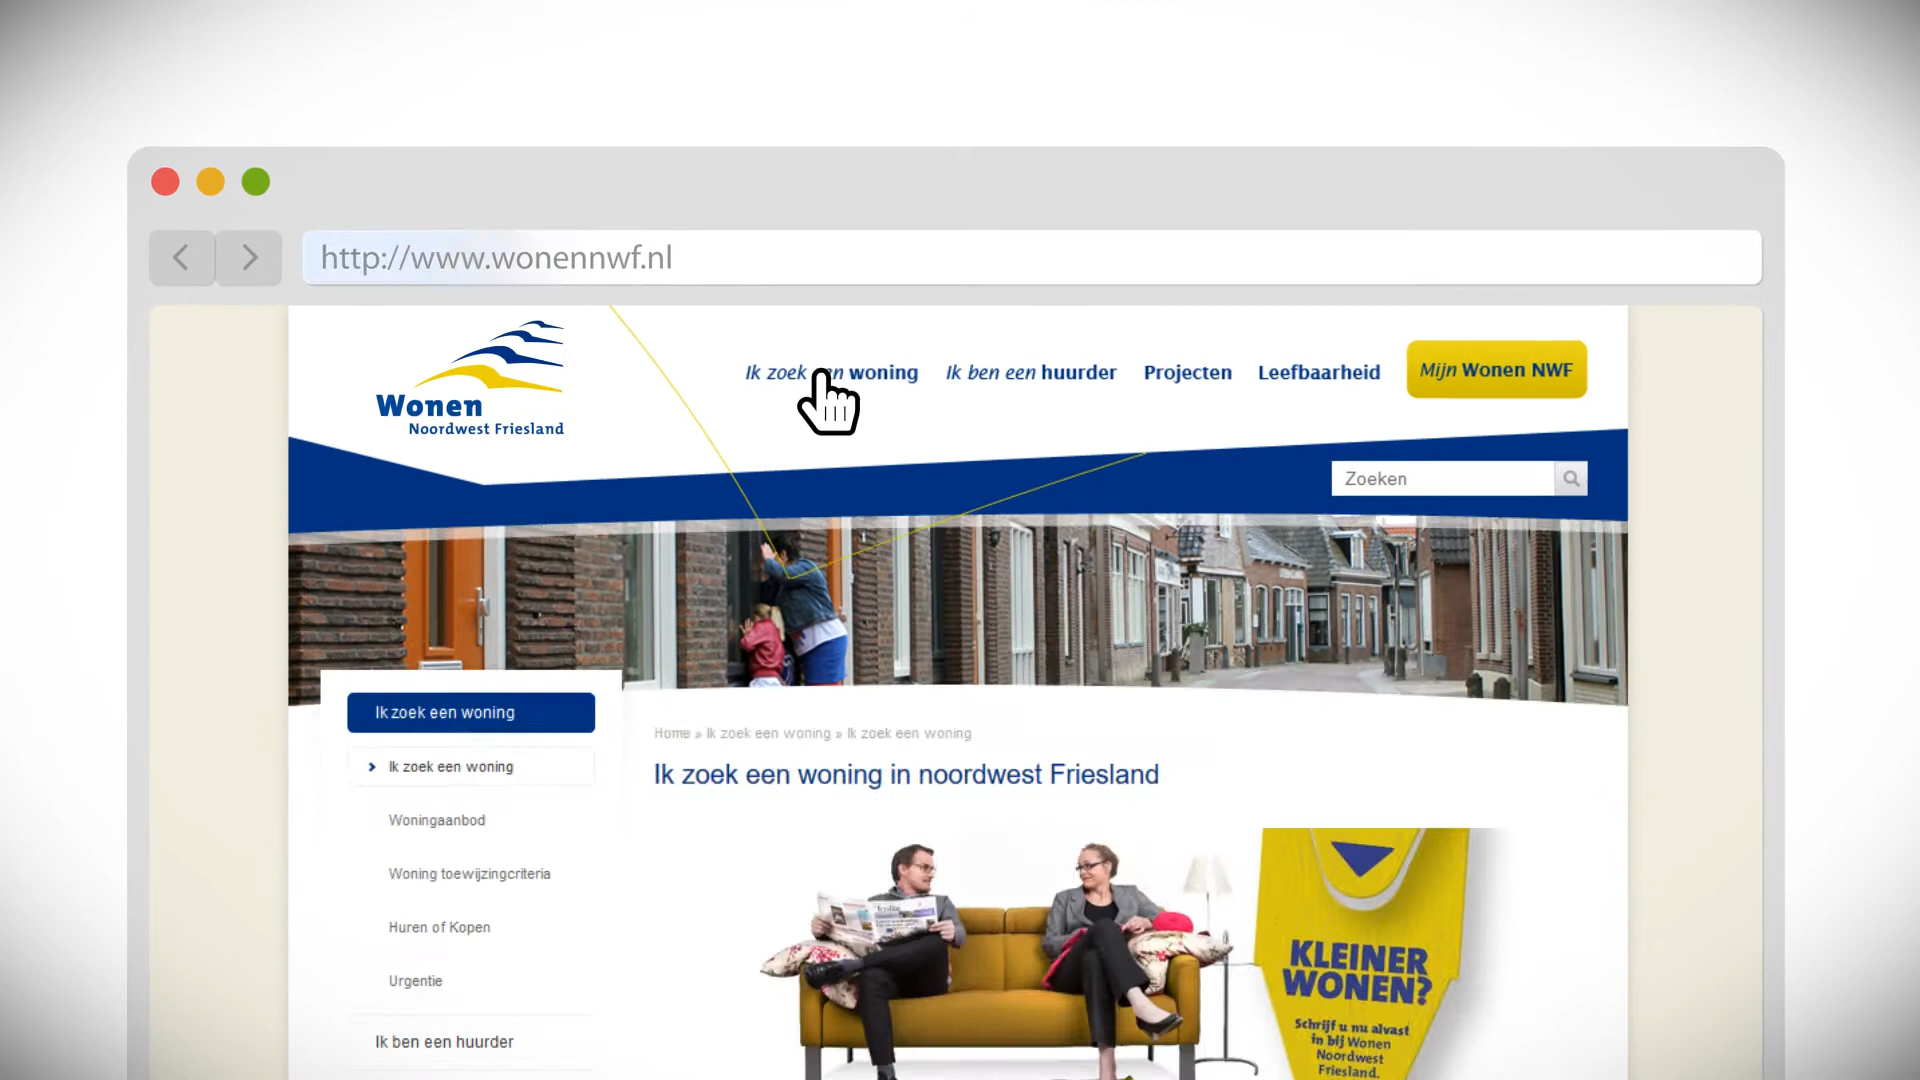 http://www.wonennwf.nl
Wonen
Noordwest Friesland
Ik zoek en woning
Ik ben een huurder
Projecten
Leefbaarheid
Mijn Wonen NWF
Zoeken
Ik zoek een woning
Ik zoek een woning
Woningaanbod
Woning toewijzingcriteria
Huren of Kopen
Urgentie
Ik ben een huurder
Home » Ik zoek een woning » Ik zoek een woning
Ik zoek een woning in noordwest Friesland
KLEINER
WONEN?
Schrijf u nu alvast
in bij Wonen
Noordwest
Friesland.